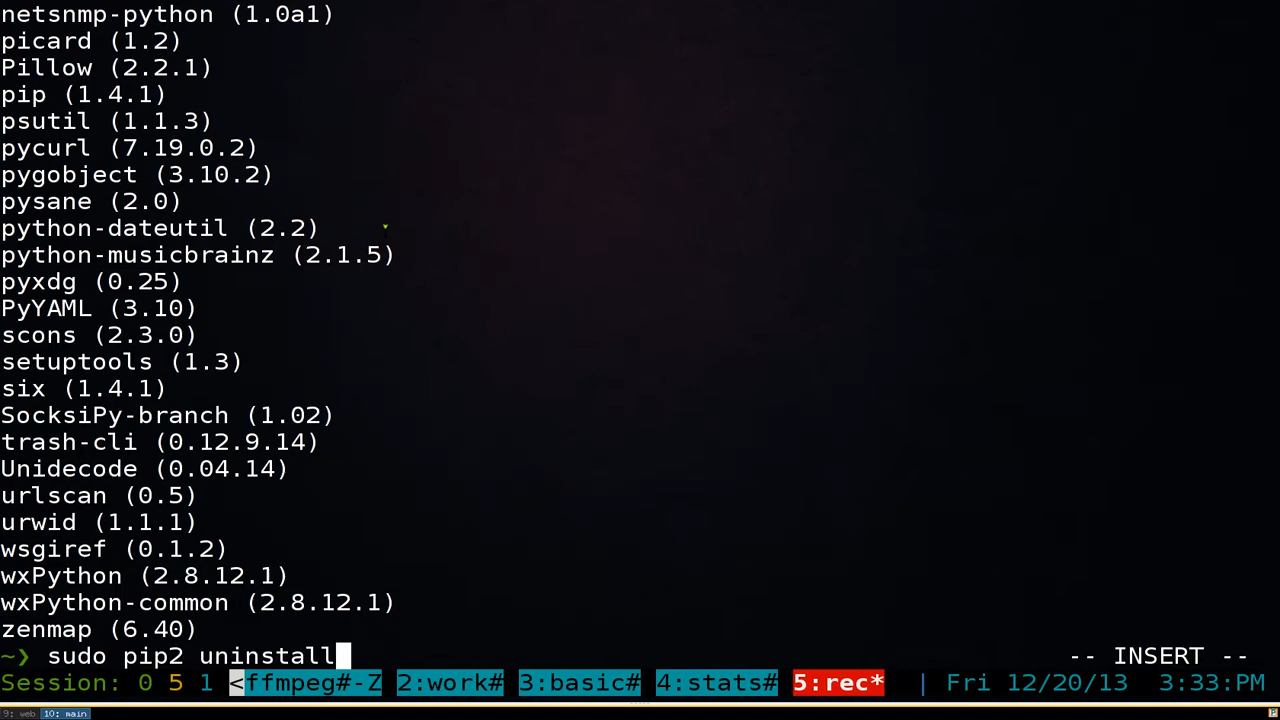 netsnmp-python (1.0a1)
picard (1.2)
Pillow (2.2.1)
pip (1.4.1)
psutil (1.1.3)
pycurl (7.19.0.2)
pygobject (3.10.2)
pysane (2.0)
python-dateutil (2.2)
python-musicbrainz (2.1.5)
pyxdg (0.25)
PyYAML (3.10)
scons (2.3.0)
setuptools (1.3)
six (1.4.1)
SocksiPy-branch (1.02)
trash-cli (0.12.9.14)
Unidecode (0.04.14)
urlscan (0.5)
urwid (1.1.1)
wsgiref (0.1.2)
wxPython (2.8.12.1)
wxPython-common (2.8.12.1)
zenmap (6.40)
~❯ sudo pip2 uninstall -- INSERT --
Session: 0 5 1 <ffmpeg#-Z 2:work# 3:basic# 4:stats# 5:rec* | Fri 12/20/13 3:33:PM
9: web 10: main